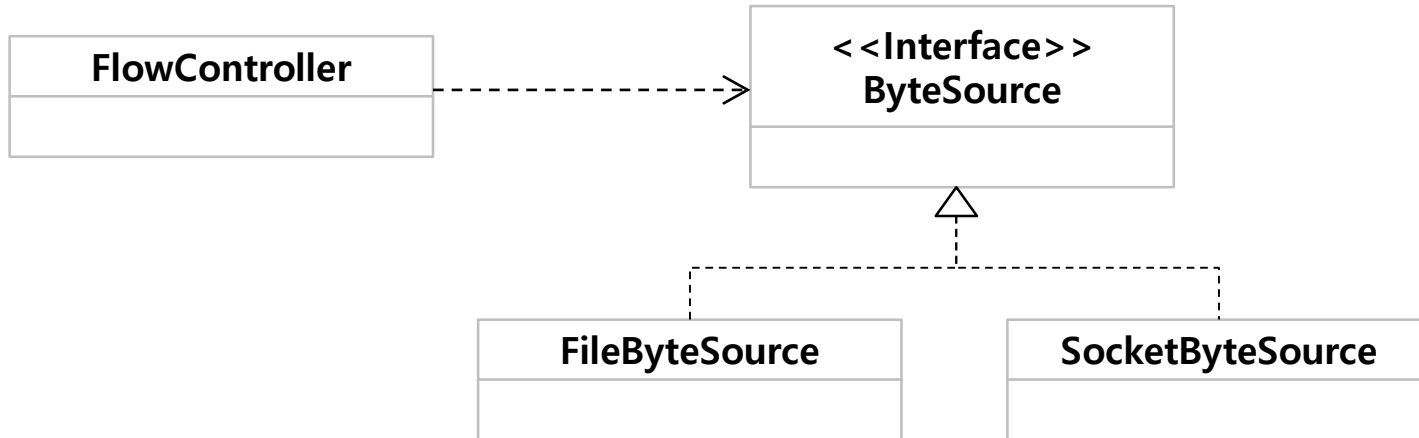 FlowController
<<Interface>>
ByteSource
FileByteSource
SocketByteSource